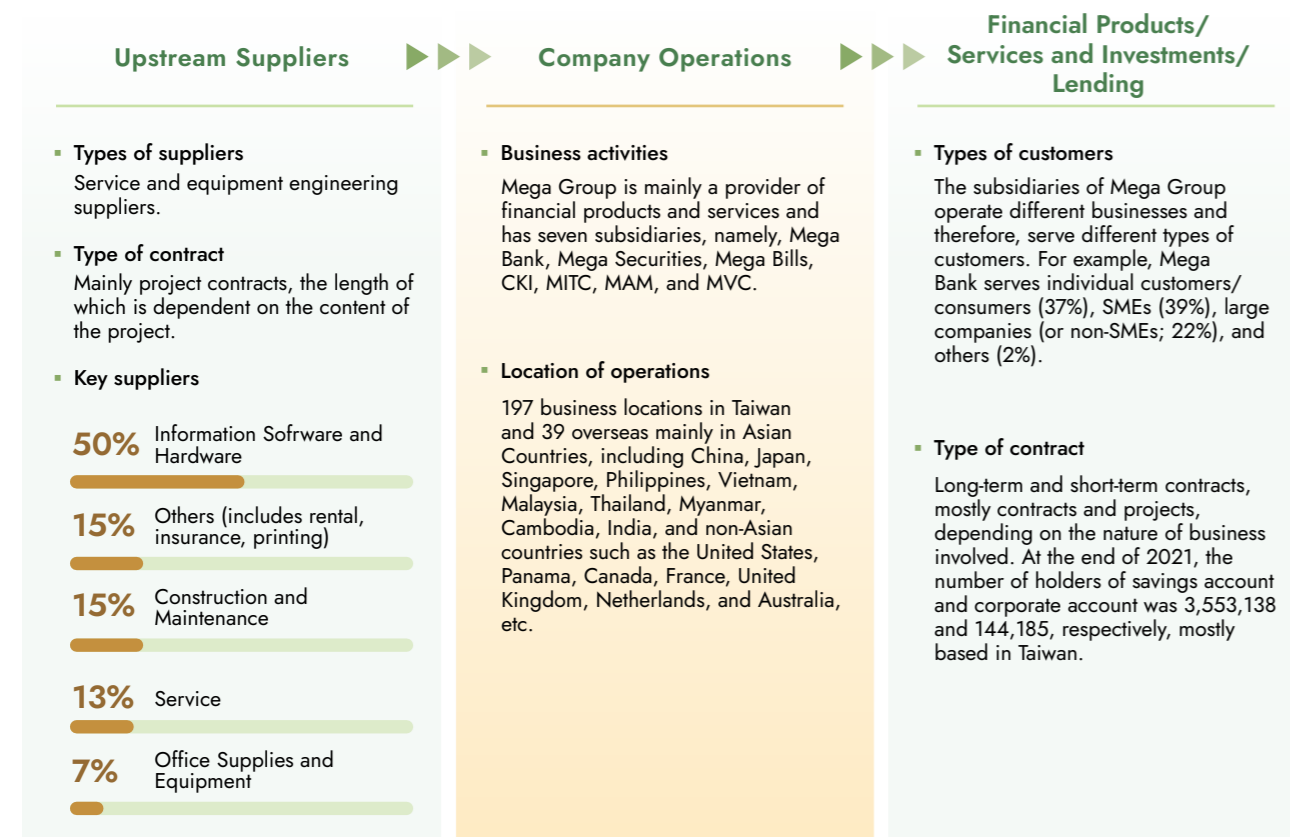 Upstream Suppliers
Types of suppliers
Service and equipment engineering
suppliers.
Type of contract
Mainly project contracts, the length of
which is dependent on the content of
the project.
Key suppliers
50% Information Sofrware and
Hardware
15% Others (includes rental,
insurance, printing)
15% Construction and
Maintenance
13% Service
7% Office Supplies and
Equipment
Company Operations
Business activities
Mega Group is mainly a provider of
financial products and services and
has seven subsidiaries, namely, Mega
Bank, Mega Securities, Mega Bills,
CKI, MITC, MAM, and MVC.
Location of operations
197 business locations in Taiwan
and 39 overseas mainly in Asian
Countries, including China, Japan,
Singapore, Philippines, Vietnam,
Malaysia, Thailand, Myanmar,
Cambodia, India, and non-Asian
countries such as the United States,
Panama, Canada, France, United
Kingdom, Netherlands, and Australia,
etc.
Financial Products/
Services and Investments/
Lending
Types of customers
The subsidiaries of Mega Group
operate different businesses and
therefore, serve different types of
customers. For example, Mega
Bank serves individual customers/
consumers (37%), SMEs (39%), large
companies (or non-SMEs; 22%), and
others (2%).
Type of contract
Long-term and short-term contracts,
mostly contracts and projects,
depending on the nature of business
involved. At the end of 2021, the
number of holders of savings account
and corporate account was 3,553,138
and 144,185, respectively, mostly
based in Taiwan.